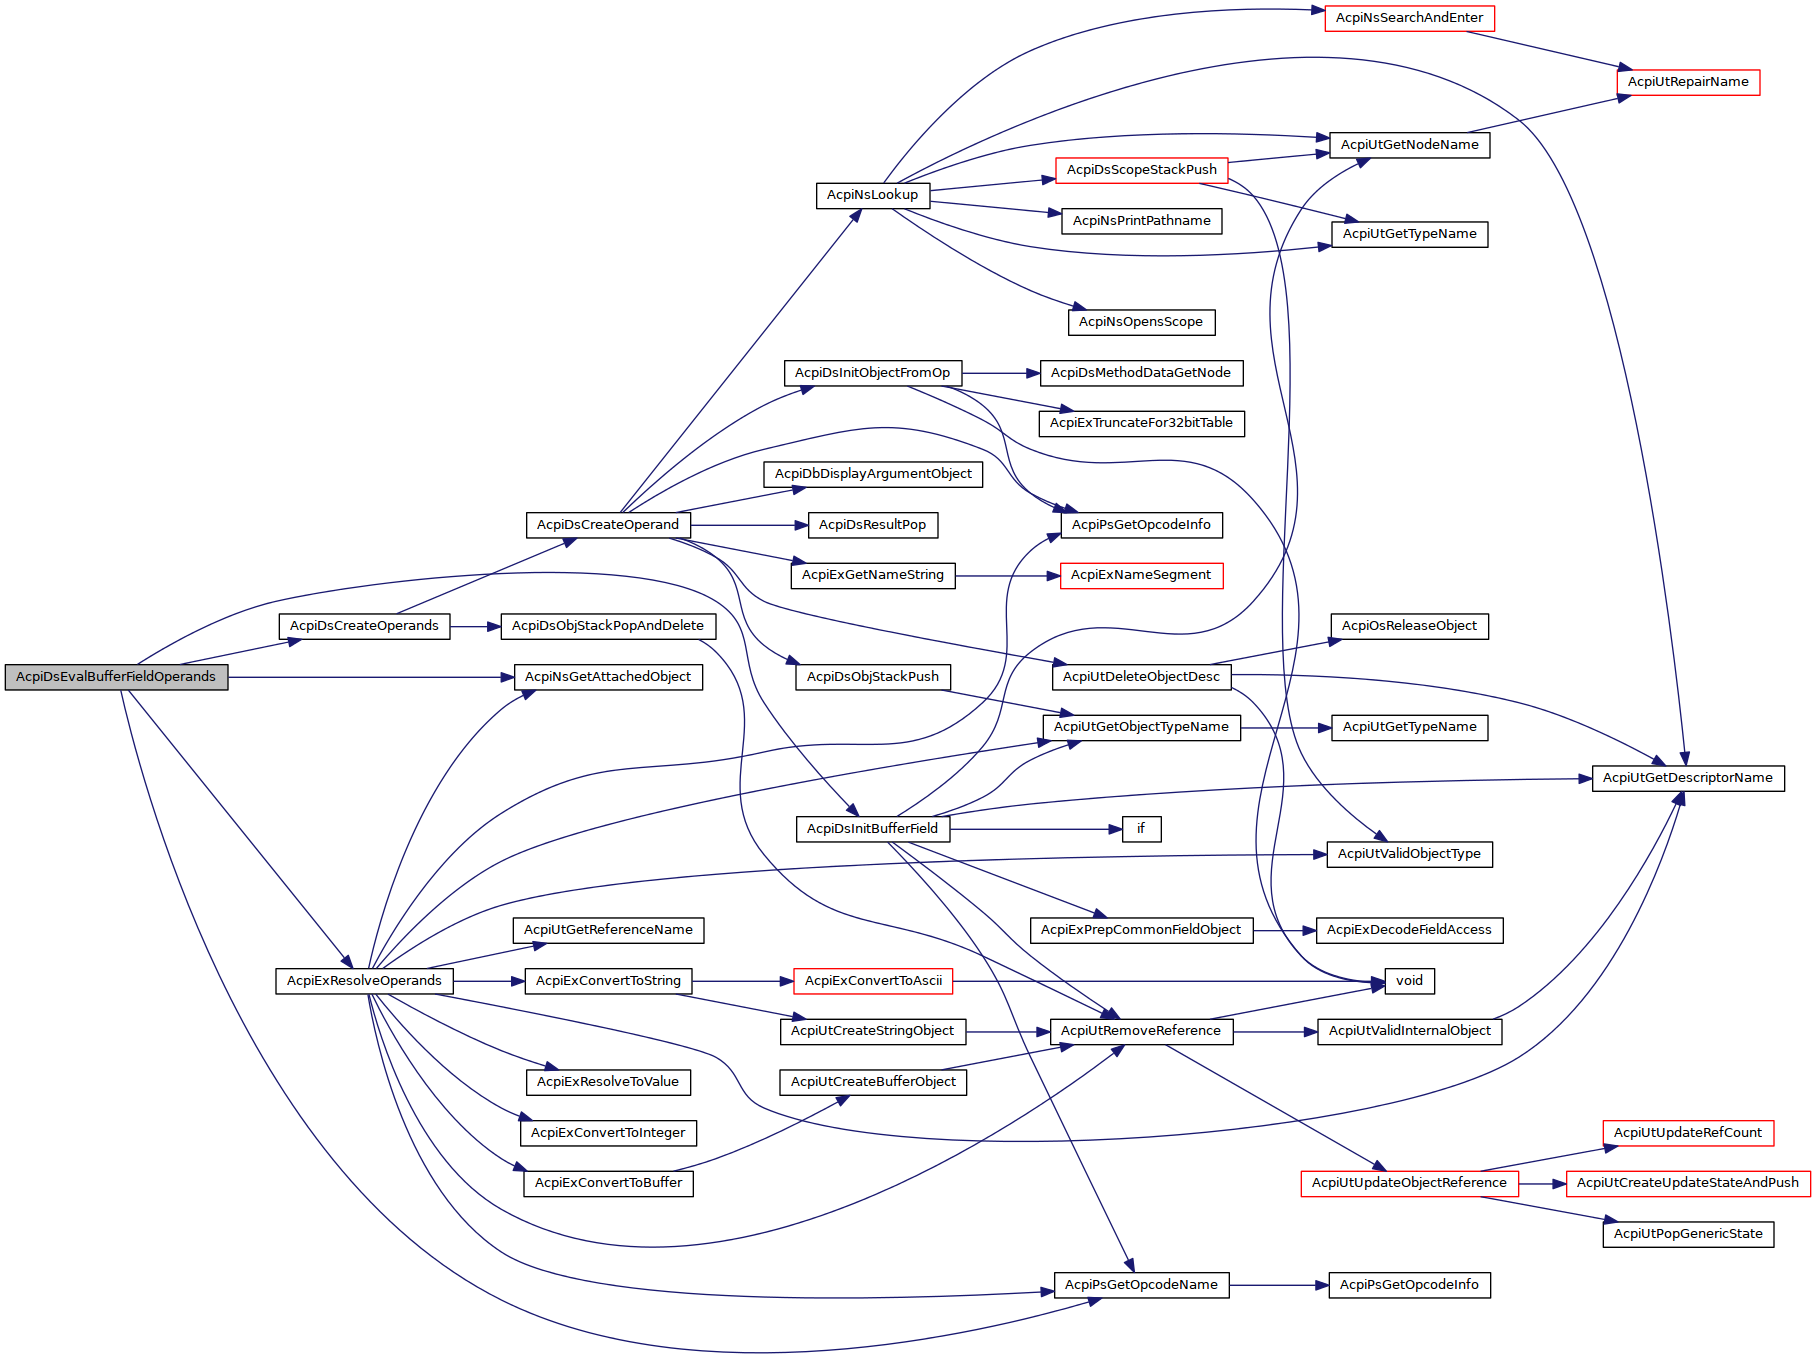 AcpiNsSearchAndEnter
AcpiUtRepairName
AcpiUtGetNodeName
AcpiDsScopeStackPush
AcpiNsLookup
AcpiNsPrintPathname
AcpiUtGetTypeName
AcpiNsOpensScope
AcpiDsInitObjectFromOp
AcpiDsMethodDataGetNode
AcpiExTruncateFor32bitTable
AcpiDbDisplayArgumentObject
AcpiDsCreateOperand
AcpiDsResultPop
AcpiPsGetOpcodeInfo
AcpiExGetNameString
AcpiExNameSegment
AcpiDsCreateOperands
AcpiDsObjStackPopAndDelete
AcpiOsReleaseObject
AcpiDsEvalBufferFieldOperands
AcpiNsGetAttachedObject
AcpiDsObjStackPush
AcpiUtDeleteObjectDesc
AcpiUtGetObjectTypeName
AcpiUtGetTypeName
AcpiUtGetDescriptorName
AcpiDsInitBufferField
if
AcpiUtValidObjectType
AcpiUtGetReferenceName
AcpiExPrepCommonFieldObject
AcpiExDecodeFieldAccess
AcpiExResolveOperands
AcpiExConvertToString
AcpiExConvertToAscii
void
AcpiUtCreateStringObject
AcpiUtRemoveReference
AcpiUtValidInternalObject
AcpiExResolveToValue
AcpiUtCreateBufferObject
AcpiExConvertToInteger
AcpiUtUpdateRefCount
AcpiExConvertToBuffer
AcpiUtUpdateObjectReference
AcpiUtCreateUpdateStateAndPush
AcpiUtPopGenericState
AcpiPsGetOpcodeName
AcpiPsGetOpcodeInfo